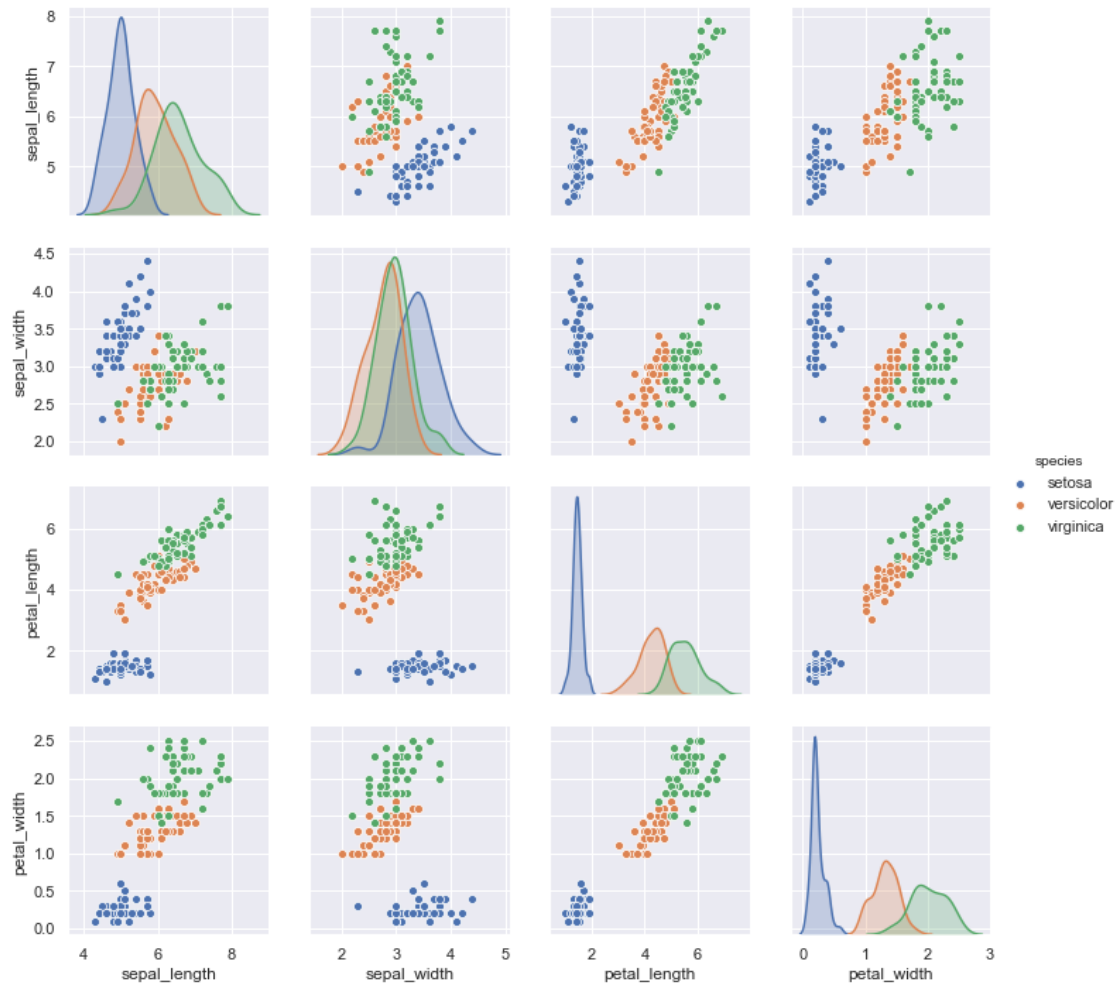 8
7
6
5
sepal_length
4.5
4.0
3.5
3.0
2.5
2.0
sepal_width
6
4
2
petal_length
species
setosa
versicolor
virginica
2.5
2.0
1.5
1.0
0.5
0.0
petal_width
4 6 8
2 3 4 5
2 4 6
0 1 2 3
sepal_length
sepal_width
petal_length
petal_width